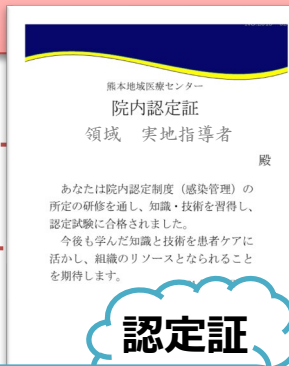 熊本地域医療センター
院内認定証
領域 実地指導者
殿
あなたは院内認定制度（感染管理）の
所定の研修を通し、知識・技術を習得し、
認定試験に合格されました。
今後も学んだ知識と技術を患者ケアに
活かし、組織のリソースとなられること
を期待します。
認定証